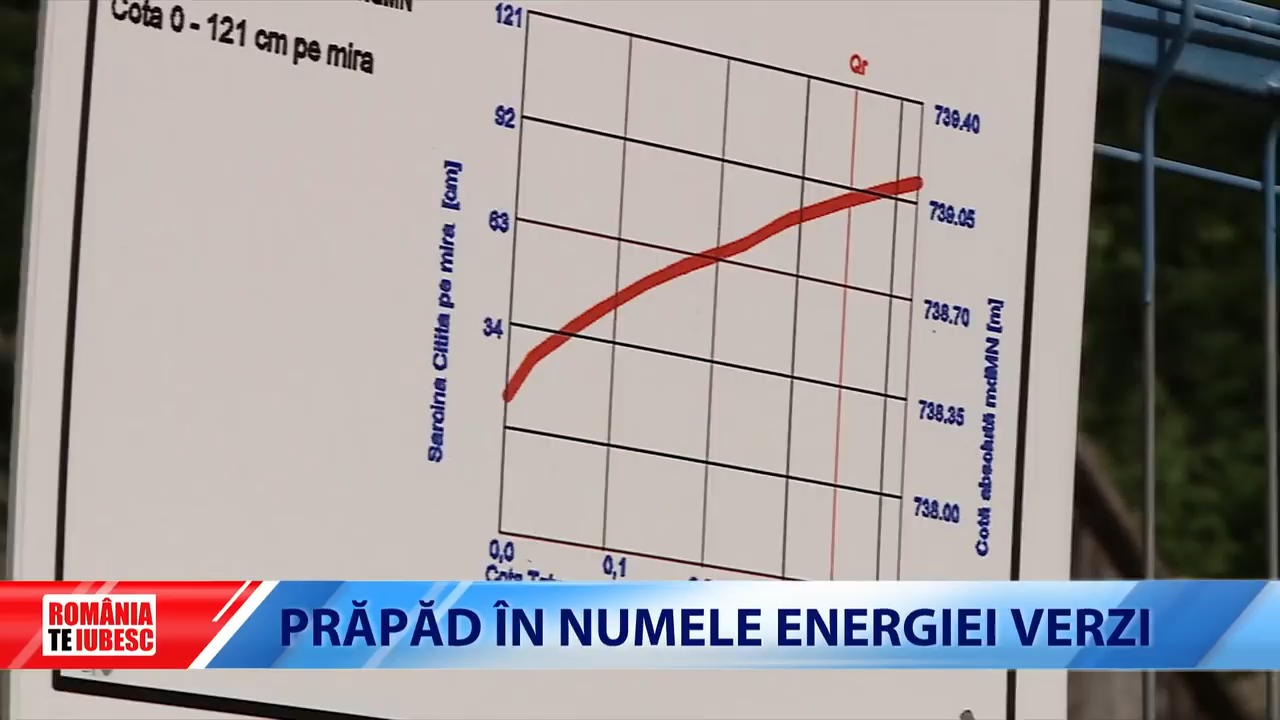 Cota 0 - 121 cm pe mira
121
92
63
34
Sarcina Citita pe mira [cm]
Qr
739.40
739.05
738.70
738.35
738.00
Cotă absolută mdMN [m]
0,0
0,1
ROMÂNIA
TE IUBESC
PRĂPĂD ÎN NUMELE ENERGIEI VERZI